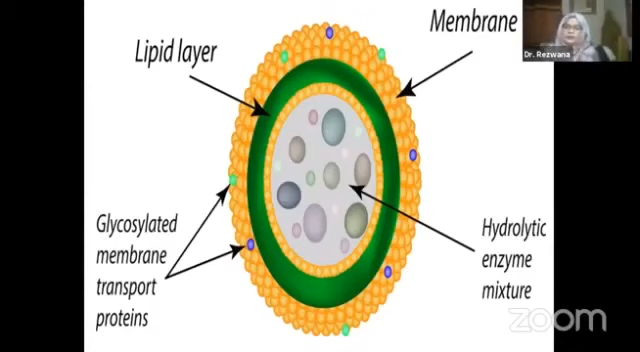 Membrane
Lipid layer
Dr. Rezwana
Glycosylated
membrane
transport
proteins
Hydrolytic
enzyme
mixture
zoom